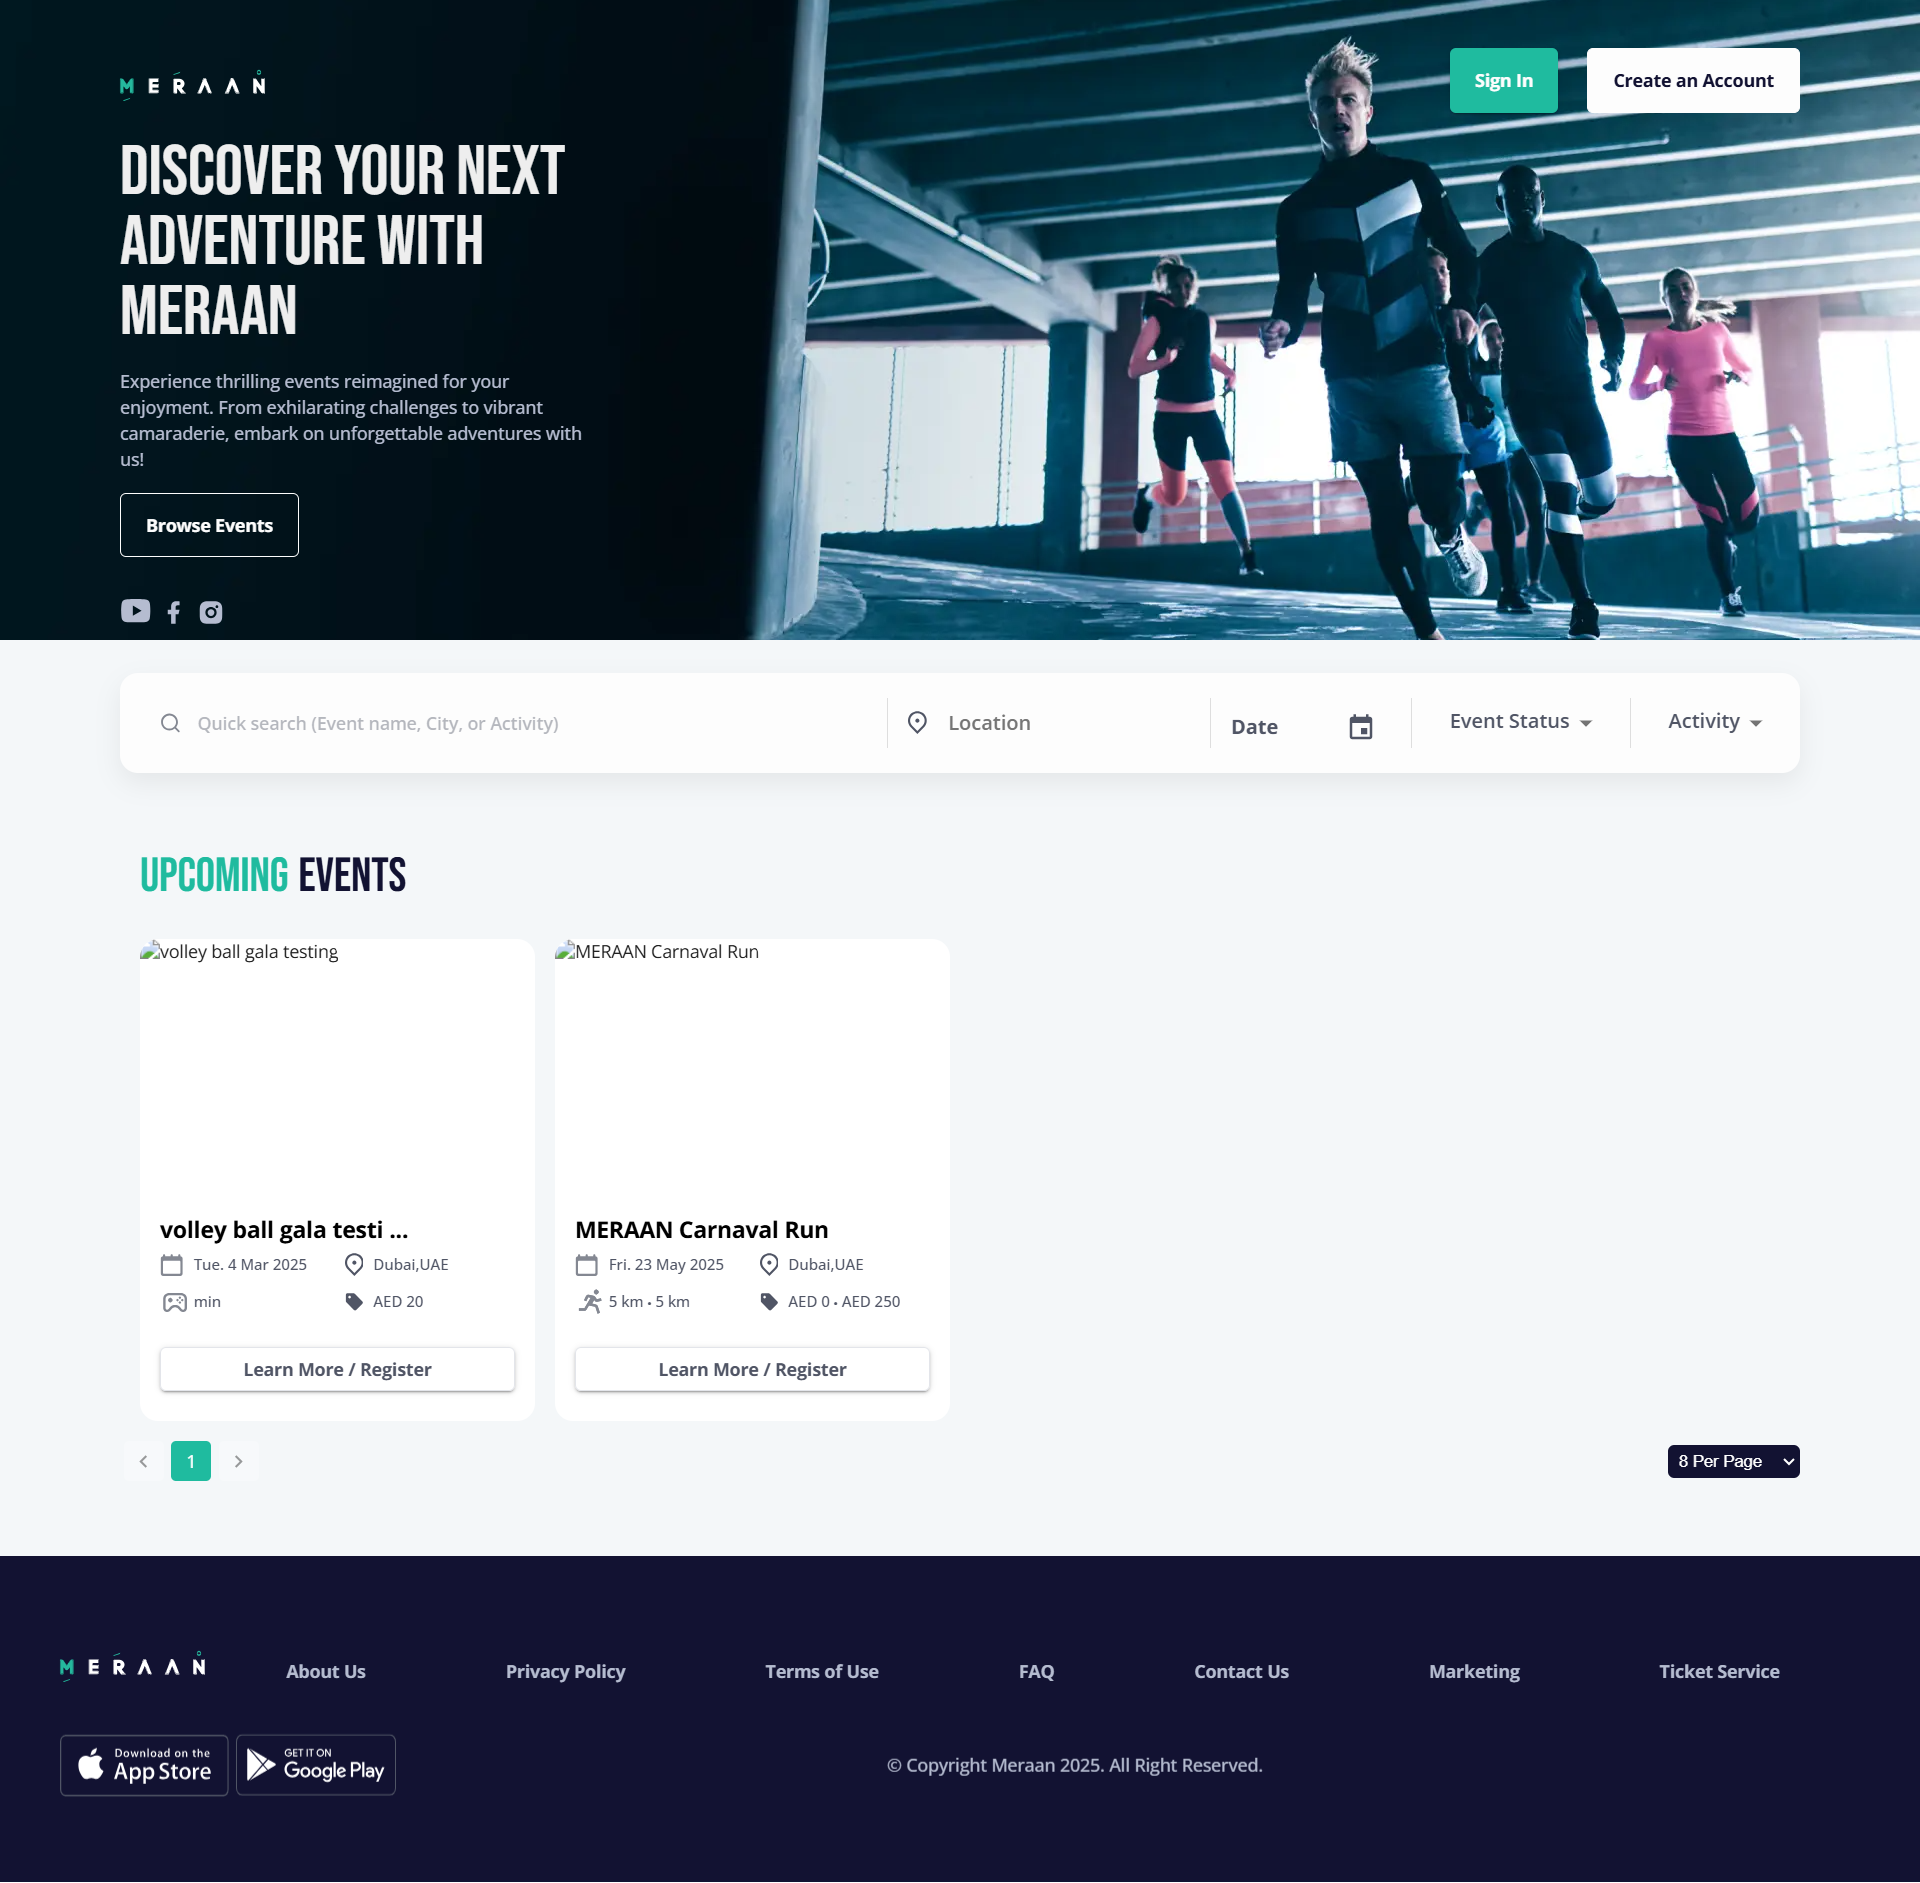 MERAAN
Sign In
Create an Account
DISCOVER YOUR NEXT
ADVENTURE WITH
MERAAN
Experience thrilling events reimagined for your
enjoyment. From exhilarating challenges to vibrant
camaraderie, embark on unforgettable adventures with
us!
Browse Events
Quick search (Event name, City, or Activity)
Location
Date
Event Status
Activity
UPCOMING EVENTS
volley ball gala testing
volley ball gala testi ...
Tue. 4 Mar 2025
Dubai,UAE
min
AED 20
Learn More / Register
MERAAN Carnaval Run
MERAAN Carnaval Run
Fri. 23 May 2025
Dubai,UAE
5 km • 5 km
AED 0 • AED 250
Learn More / Register
1
8 Per Page
MERAAN
About Us
Privacy Policy
Terms of Use
FAQ
Contact Us
Marketing
Ticket Service
Download on the
App Store
GET IT ON
Google Play
© Copyright Meraan 2025. All Right Reserved.